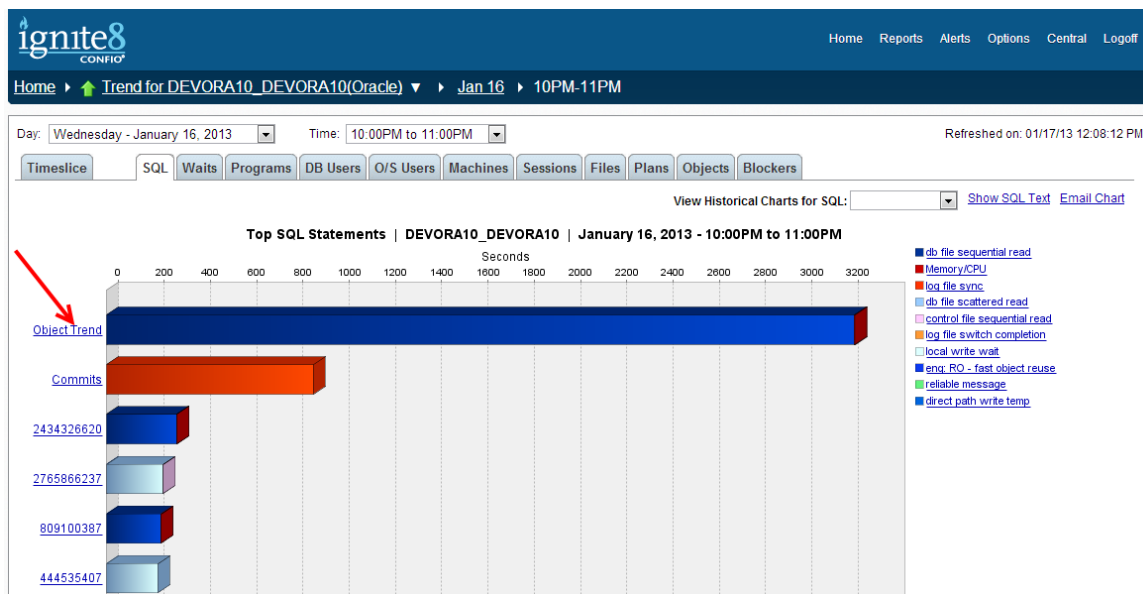 ignite8
CONFIO
Home Reports Alerts Options Central Logoff
Home Trend for DEVORA10_DEVORA10(Oracle) Jan 16 10PM-11PM
Day: Wednesday - January 16, 2013 Time: 10:00PM to 11:00PM Refreshed on: 01/17/13 12:08:12 PM
Timeslice SQL Waits Programs DB Users O/S Users Machines Sessions Files Plans Objects Blockers
View Historical Charts for SQL: Show SQL Text Email Chart
Top SQL Statements | DEVORA10_DEVORA10 | January 16, 2013 - 10:00PM to 11:00PM
Seconds
0 200 400 600 800 1000 1200 1400 1600 1800 2000 2200 2400 2600 2800 3000 3200
Object Trend
Commits
2434326620
2765866237
809100387
444535407
db file sequential read
Memory/CPU
log file sync
db file scattered read
control file sequential read
log file switch completion
local write wait
enq: RO - fast object reuse
reliable message
direct path write temp